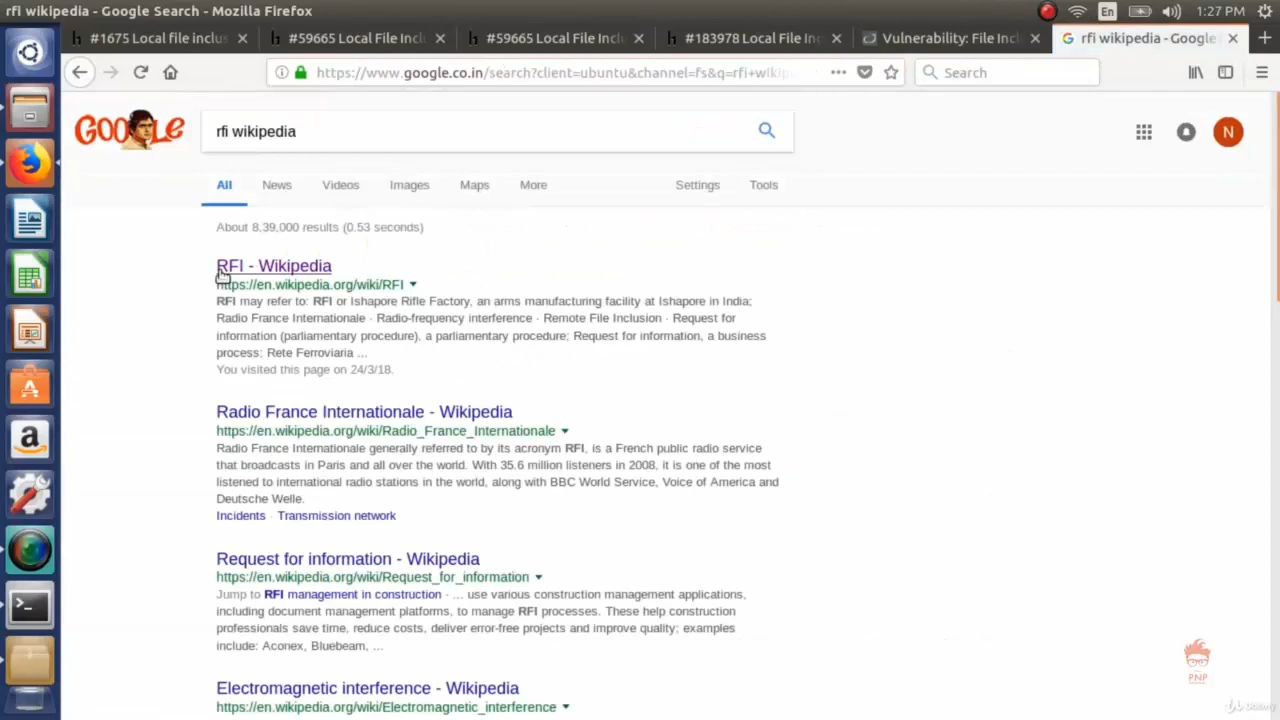 rfi wikipedia - Google Search - Mozilla Firefox
En
1:27 PM
#1675 Local file inclus
#59665 Local File Incl
#59665 Local File Incl
#183978 Local File In
Vulnerability: File Incl
rfi wikipedia - Google
https://www.google.co.in/search?client=ubuntu&channel=fs&q=rfi+wikip
Search
GOOLE
rfi wikipedia
N
All
News
Videos
Images
Maps
More
Settings
Tools
About 8,39,000 results (0.53 seconds)
RFI - Wikipedia
https://en.wikipedia.org/wiki/RFI
RFI may refer to: RFI or Ishapore Rifle Factory, an arms manufacturing facility at Ishapore in India;
Radio France Internationale · Radio-frequency interference · Remote File Inclusion · Request for
information (parliamentary procedure), a parliamentary procedure; Request for information, a business
process; Rete Ferroviaria ...
You visited this page on 24/3/18.
Radio France Internationale - Wikipedia
https://en.wikipedia.org/wiki/Radio_France_Internationale
Radio France Internationale generally referred to by its acronym RFI, is a French public radio service
that broadcasts in Paris and all over the world. With 35.6 million listeners in 2008, it is one of the most
listened to international radio stations in the world, along with BBC World Service, Voice of America and
Deutsche Welle.
Incidents · Transmission network
Request for information - Wikipedia
https://en.wikipedia.org/wiki/Request_for_information
Jump to RFI management in construction - ... use various construction management applications,
including document management platforms, to manage RFI processes. These help construction
professionals save time, reduce costs, deliver error-free projects and improve quality; examples
include: Aconex, Bluebeam, ...
Electromagnetic interference - Wikipedia
https://en.wikipedia.org/wiki/Electromagnetic_interference
PNP
Udemy